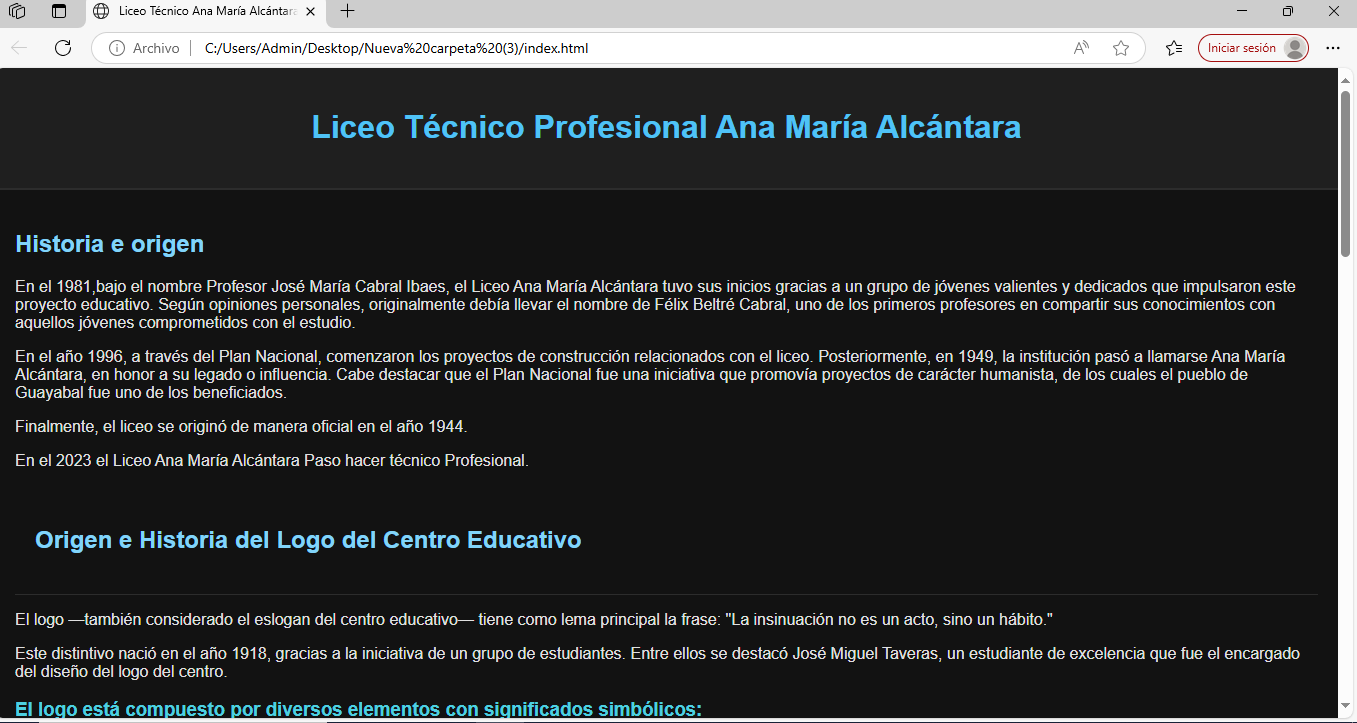 Liceo Técnico Ana María Alcántara
Archivo
C:/Users/Admin/Desktop/Nueva%20carpeta%20(3)/index.html
Iniciar sesión
Liceo Técnico Profesional Ana María Alcántara
Historia e origen
En el 1981,bajo el nombre Profesor José María Cabral Ibaes, el Liceo Ana María Alcántara tuvo sus inicios gracias a un grupo de jóvenes valientes y dedicados que impulsaron este
proyecto educativo. Según opiniones personales, originalmente debía llevar el nombre de Félix Beltré Cabral, uno de los primeros profesores en compartir sus conocimientos con
aquellos jóvenes comprometidos con el estudio.
En el año 1996, a través del Plan Nacional, comenzaron los proyectos de construcción relacionados con el liceo. Posteriormente, en 1949, la institución pasó a llamarse Ana María
Alcántara, en honor a su legado o influencia. Cabe destacar que el Plan Nacional fue una iniciativa que promovía proyectos de carácter humanista, de los cuales el pueblo de
Guayabal fue uno de los beneficiados.
Finalmente, el liceo se originó de manera oficial en el año 1944.
En el 2023 el Liceo Ana María Alcántara Paso hacer técnico Profesional.
Origen e Historia del Logo del Centro Educativo
El logo —también considerado el eslogan del centro educativo— tiene como lema principal la frase: "La insinuación no es un acto, sino un hábito."
Este distintivo nació en el año 1918, gracias a la iniciativa de un grupo de estudiantes. Entre ellos se destacó José Miguel Taveras, un estudiante de excelencia que fue el encargado
del diseño del logo del centro.
El logo está compuesto por diversos elementos con significados simbólicos: